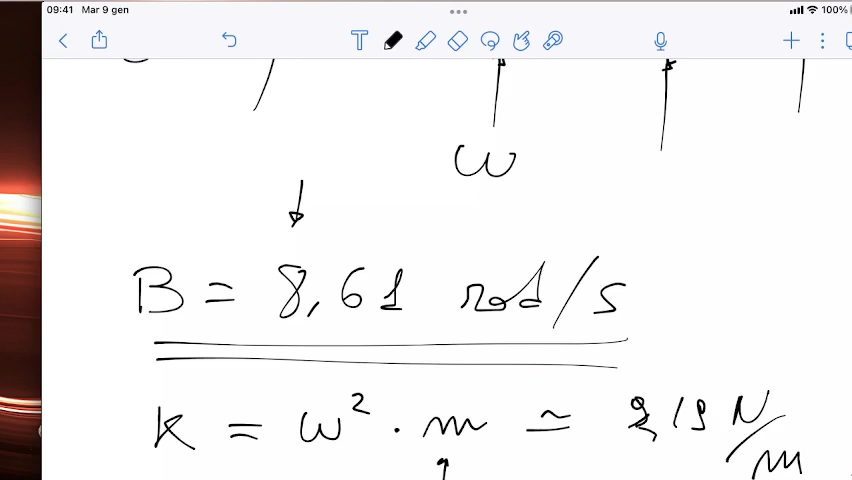 09:41 Mar 9 gen 100%
T
ω
B = 8,61 rad/s
K = ω² · m ≃ N/m